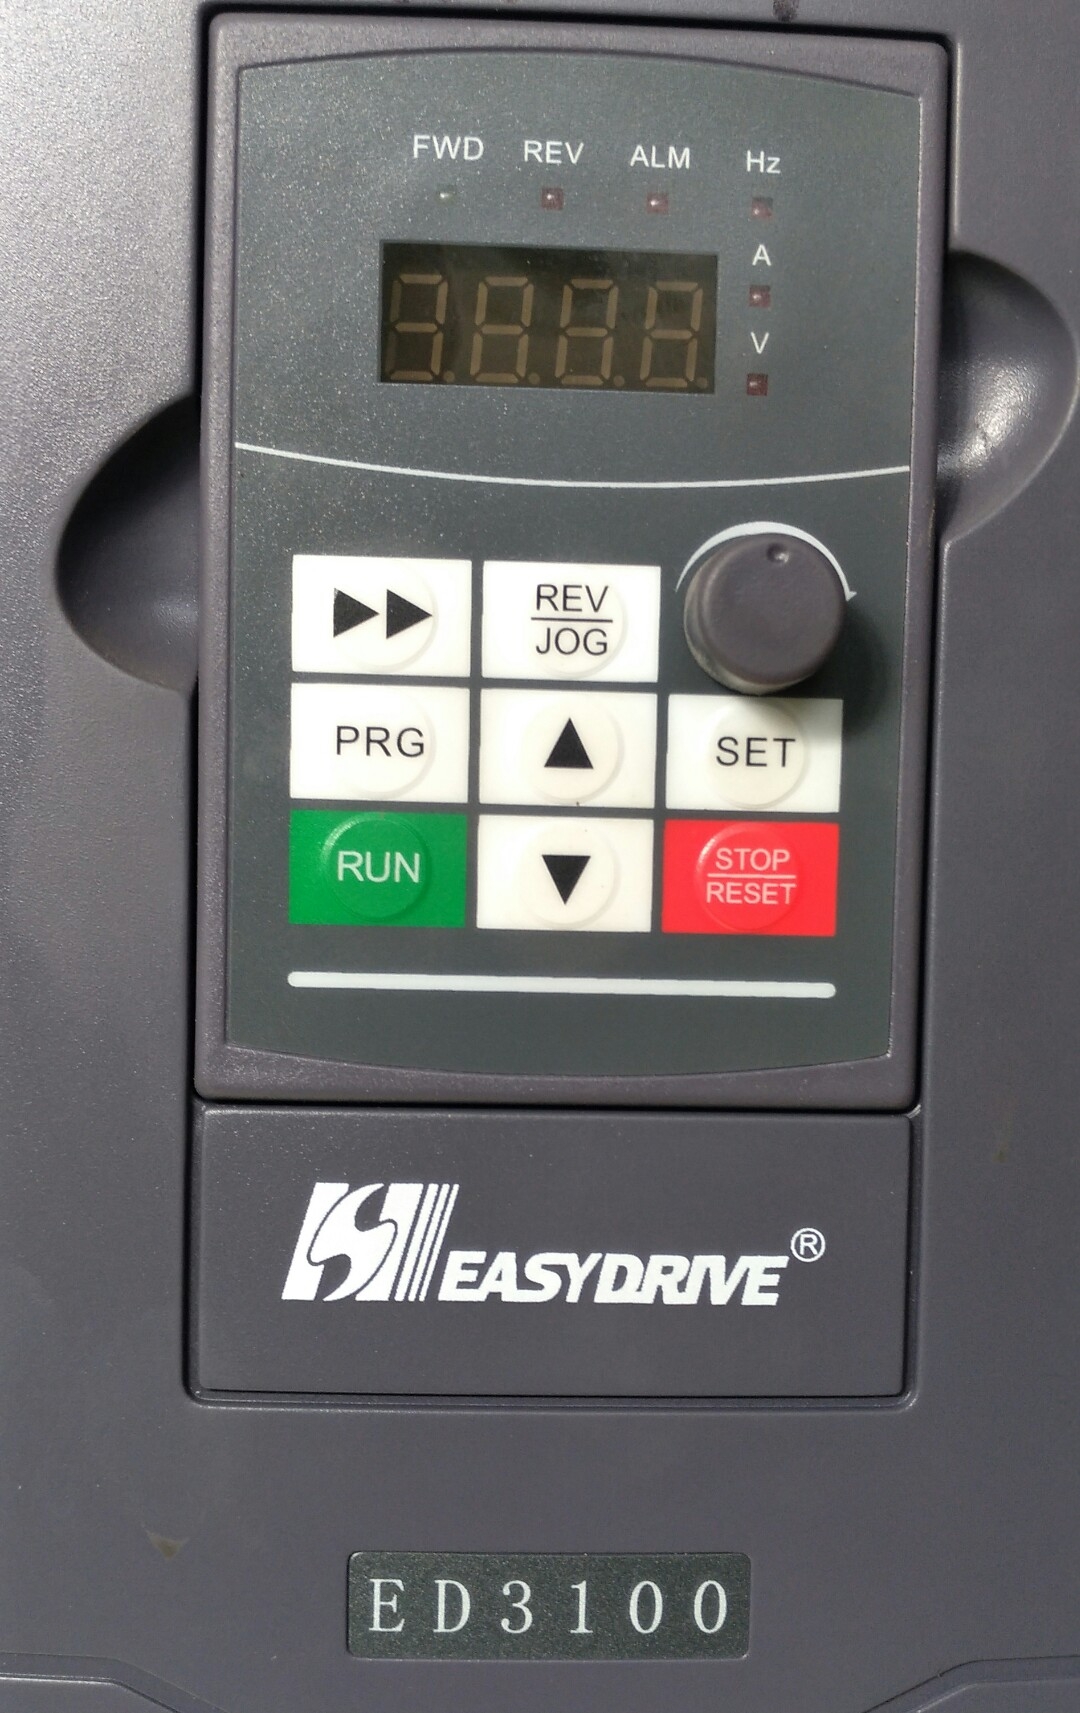 FWD REV ALM Hz
A
V
REV
JOG
PRG
SET
RUN
STOP
RESET
EASYDRIVE®
ED3100